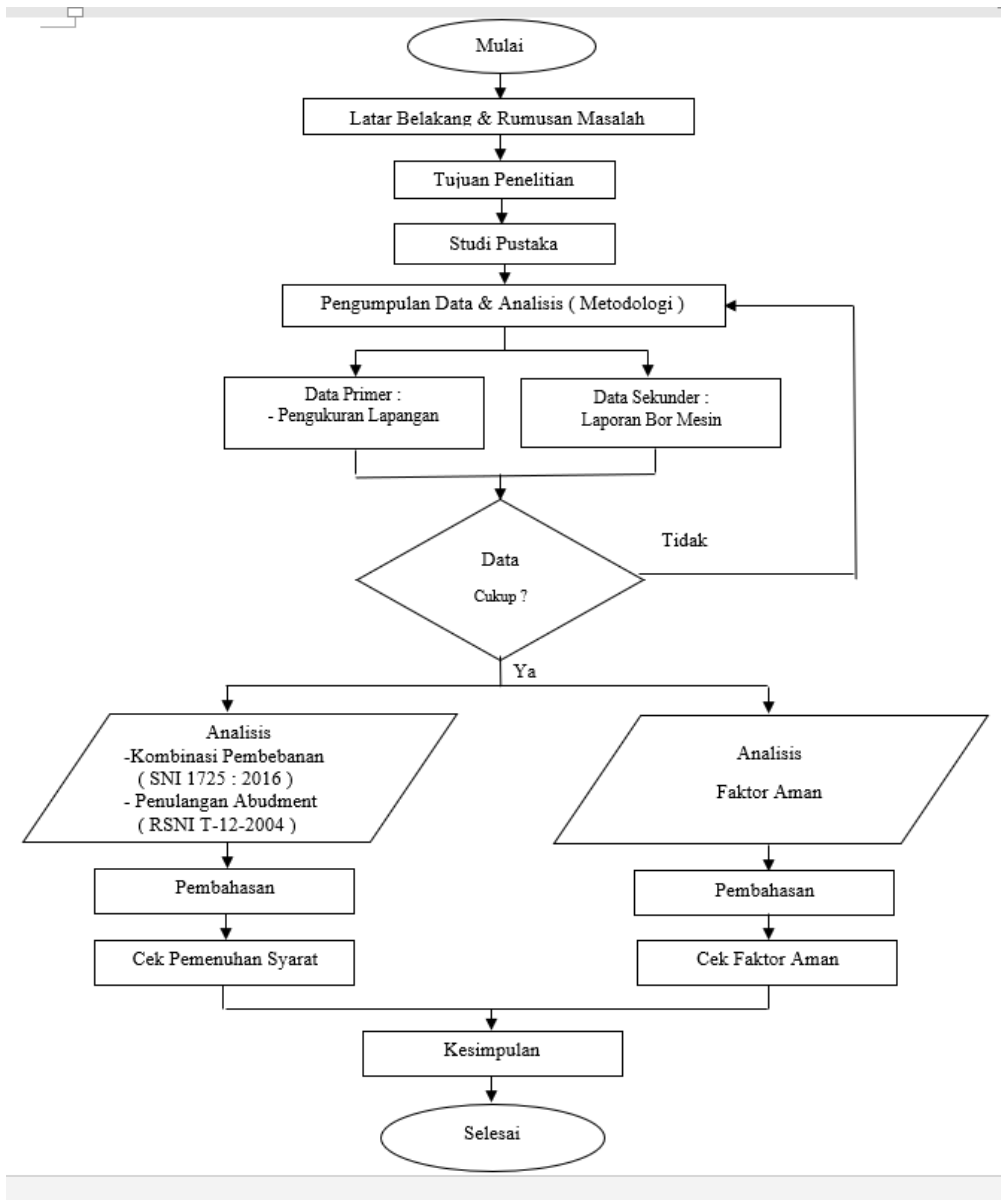 Mulai
Latar Belakang & Rumusan Masalah
Tujuan Penelitian
Studi Pustaka
Pengumpulan Data & Analisis ( Metodologi )
Data Primer :
- Pengukuran Lapangan
Data Sekunder :
Laporan Bor Mesin
Data
Cukup ?
Tidak
Ya
Analisis
-Kombinasi Pembebanan
( SNI 1725 : 2016 )
- Penulangan Abudment
( RSNI T-12-2004 )
Analisis
Faktor Aman
Pembahasan
Pembahasan
Cek Pemenuhan Syarat
Cek Faktor Aman
Kesimpulan
Selesai